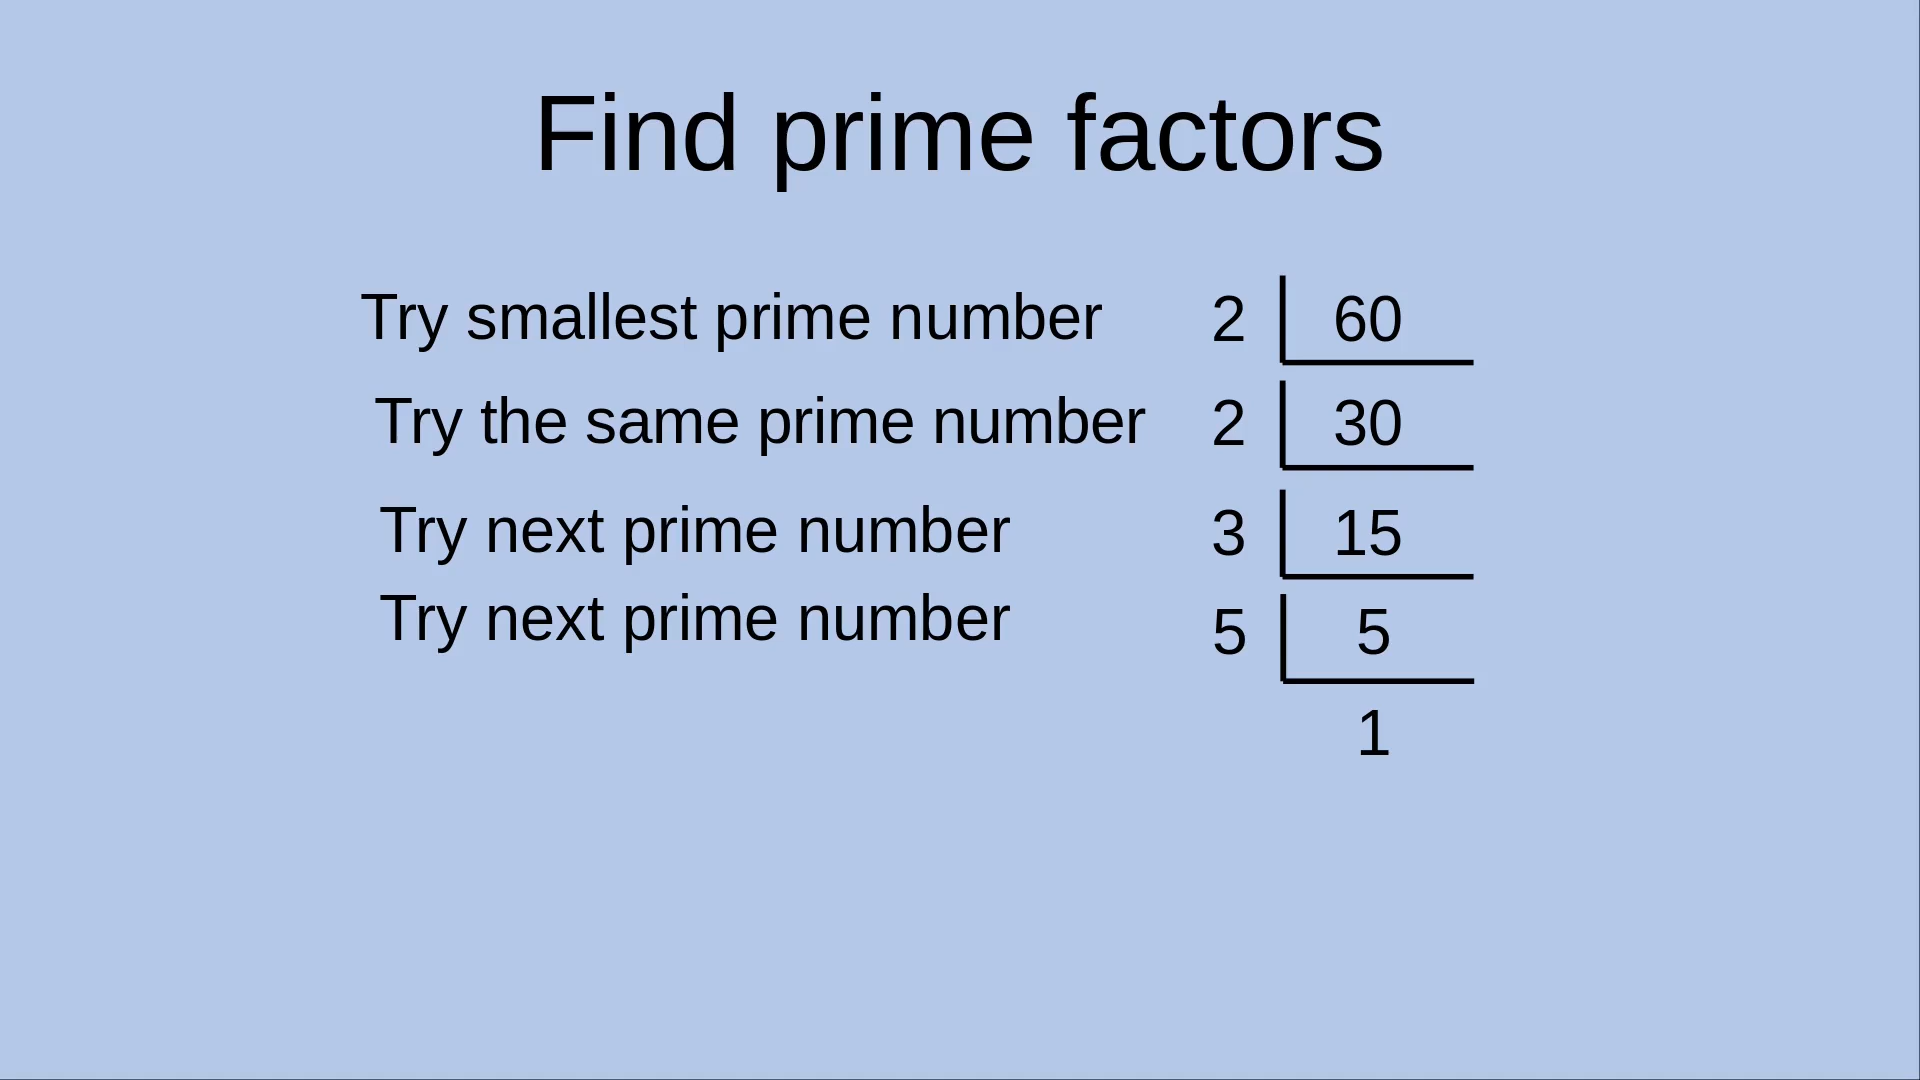 Find prime factors
Try smallest prime number 2 60
Try the same prime number 2 30
Try next prime number 3 15
Try next prime number 5 5
1